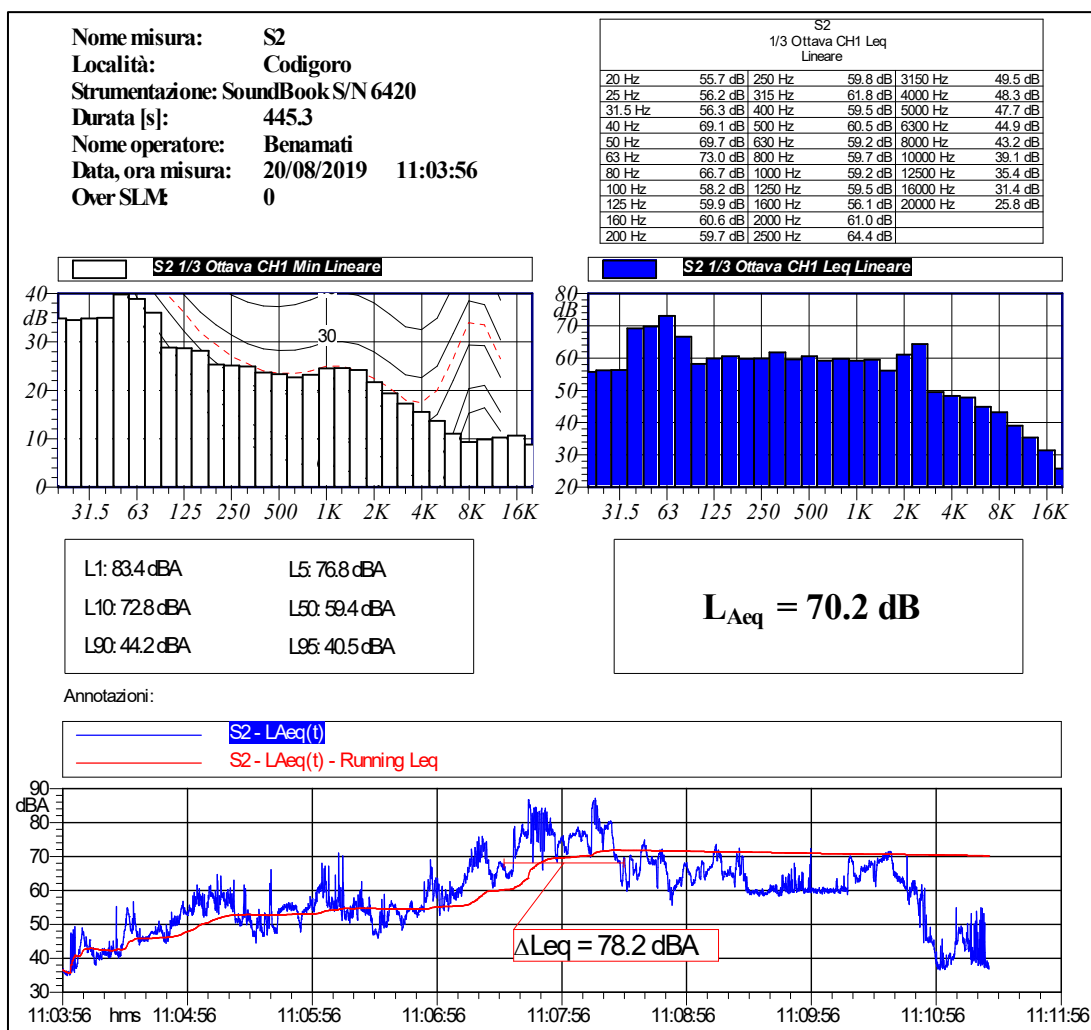 Nome misura: S2
Località: Codigoro
Strumentazione: SoundBook S/N 6420
Durata [s]: 445.3
Nome operatore: Benamati
Data, ora misura: 20/08/2019 11:03:56
Over SLM: 0
S2
1/3 Ottava CH1 Leq
Lineare
20 Hz 55.7 dB 250 Hz 59.8 dB 3150 Hz 49.5 dB
25 Hz 56.2 dB 315 Hz 61.8 dB 4000 Hz 48.3 dB
31.5 Hz 56.3 dB 400 Hz 59.5 dB 5000 Hz 47.7 dB
40 Hz 69.1 dB 500 Hz 60.5 dB 6300 Hz 44.9 dB
50 Hz 69.7 dB 630 Hz 59.2 dB 8000 Hz 43.2 dB
63 Hz 73.0 dB 800 Hz 59.7 dB 10000 Hz 39.1 dB
80 Hz 66.7 dB 1000 Hz 59.2 dB 12500 Hz 35.4 dB
100 Hz 58.2 dB 1250 Hz 59.5 dB 16000 Hz 31.4 dB
125 Hz 59.9 dB 1600 Hz 56.1 dB 20000 Hz 25.8 dB
160 Hz 60.6 dB 2000 Hz 61.0 dB
200 Hz 59.7 dB 2500 Hz 64.4 dB
S2 1/3 Ottava CH1 Min Lineare
40
dB
30
30
20
10
0
31.5 63 125 250 500 1K 2K 4K 8K 16K
S2 1/3 Ottava CH1 Leq Lineare
80
dB
70
60
50
40
30
20
31.5 63 125 250 500 1K 2K 4K 8K 16K
L1: 83.4 dBA L5: 76.8 dBA
L10: 72.8 dBA L50: 59.4 dBA
L90: 44.2 dBA L95: 40.5 dBA
LAeq = 70.2 dB
Annotazioni:
S2 - LAeq(t)
S2 - LAeq(t) - Running Leq
90
dBA
80
70
60
50
40
30
ΔLeq = 78.2 dBA
11:03:56 hms 11:04:56 11:05:56 11:06:56 11:07:56 11:08:56 11:09:56 11:10:56 11:11:56